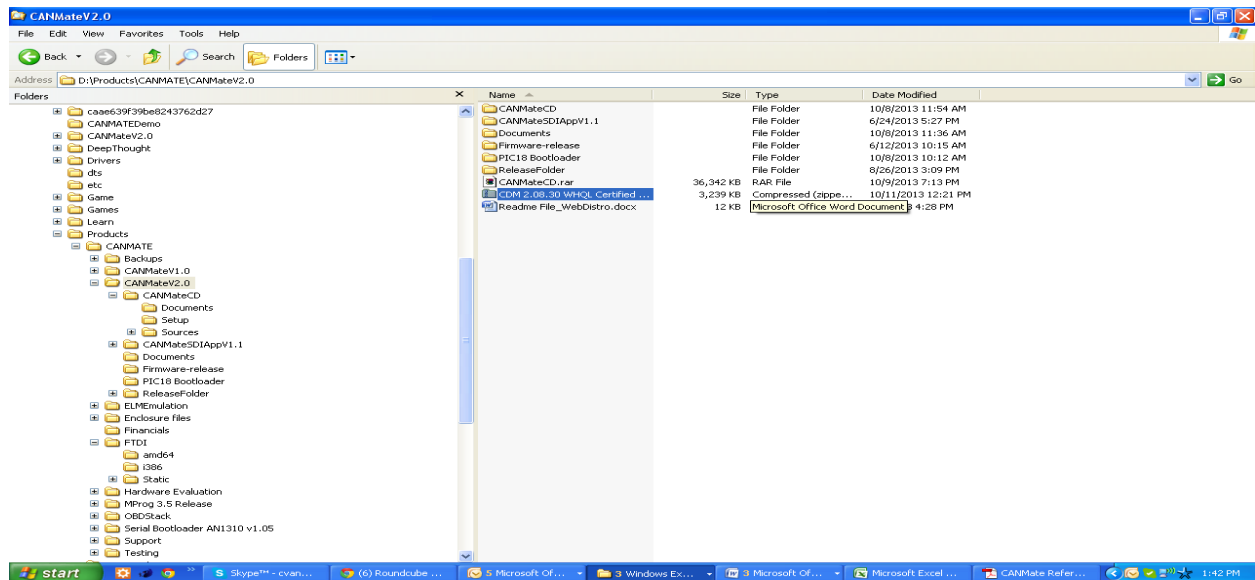 CANMateV2.0
File Edit View Favorites Tools Help
Back Search Folders
Address D:\Products\CANMATE\CANMateV2.0 Go
Folders
caae639f39be8243762d27
CANMATEDemo
CANMateV2.0
DeepThought
Drivers
dts
etc
Game
Games
Learn
Products
CANMATE
Backups
CANMateV1.0
CANMateV2.0
CANMateCD
Documents
Setup
Sources
CANMateSDIAppV1.1
Documents
Firmware-release
PIC18 Bootloader
ReleaseFolder
ELMEmulation
Enclosure files
Financials
FTDI
amd64
i386
Static
Hardware Evaluation
MProg 3.5 Release
OBDStack
Serial Bootloader AN1310 v1.05
Support
Testing
Name Size Type Date Modified
CANMateCD File Folder 10/8/2013 11:54 AM
CANMateSDIAppV1.1 File Folder 6/24/2013 5:27 PM
Documents File Folder 10/8/2013 11:36 AM
Firmware-release File Folder 6/12/2013 10:15 AM
PIC18 Bootloader File Folder 10/8/2013 10:12 AM
ReleaseFolder File Folder 8/26/2013 3:09 PM
CANMateCD.rar 36,342 KB RAR File 10/9/2013 7:13 PM
CDM 2.08.30 WHQL Certified ... 3,239 KB Compressed (zippe... 10/11/2013 12:21 PM
Readme File_WebDistro.docx 12 KB Microsoft Office Word Document 4:28 PM
start Skype™ - cvan... (6) Roundcube ... 5 Microsoft Of... 3 Windows Ex... 3 Microsoft Of... Microsoft Excel ... CANMate Refer... 1:42 PM